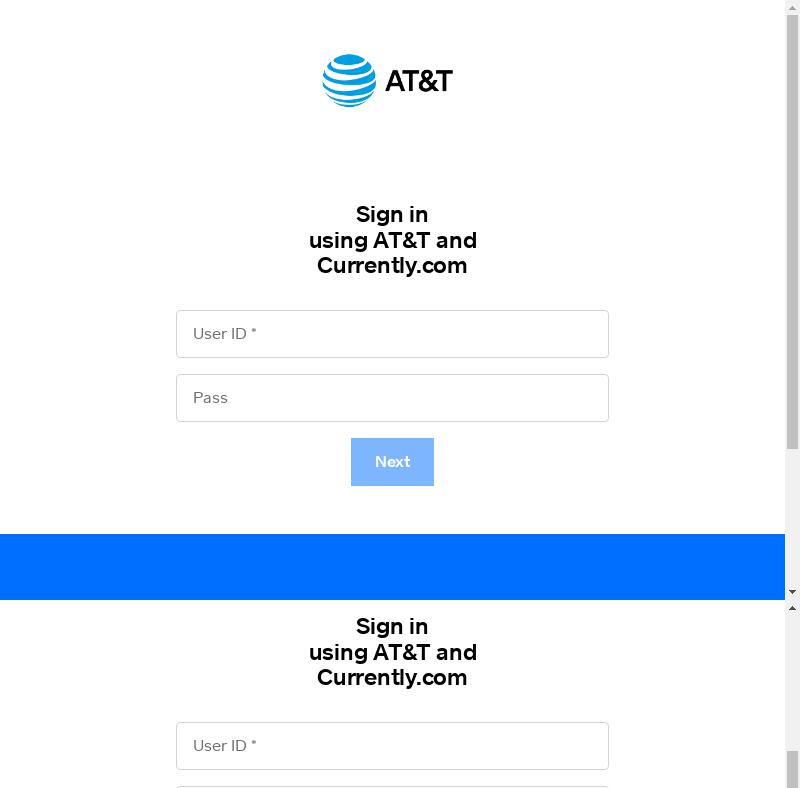 AT&T
Sign in
using AT&T and
Currently.com
User ID *
Pass
Next
Sign in
using AT&T and
Currently.com
User ID *